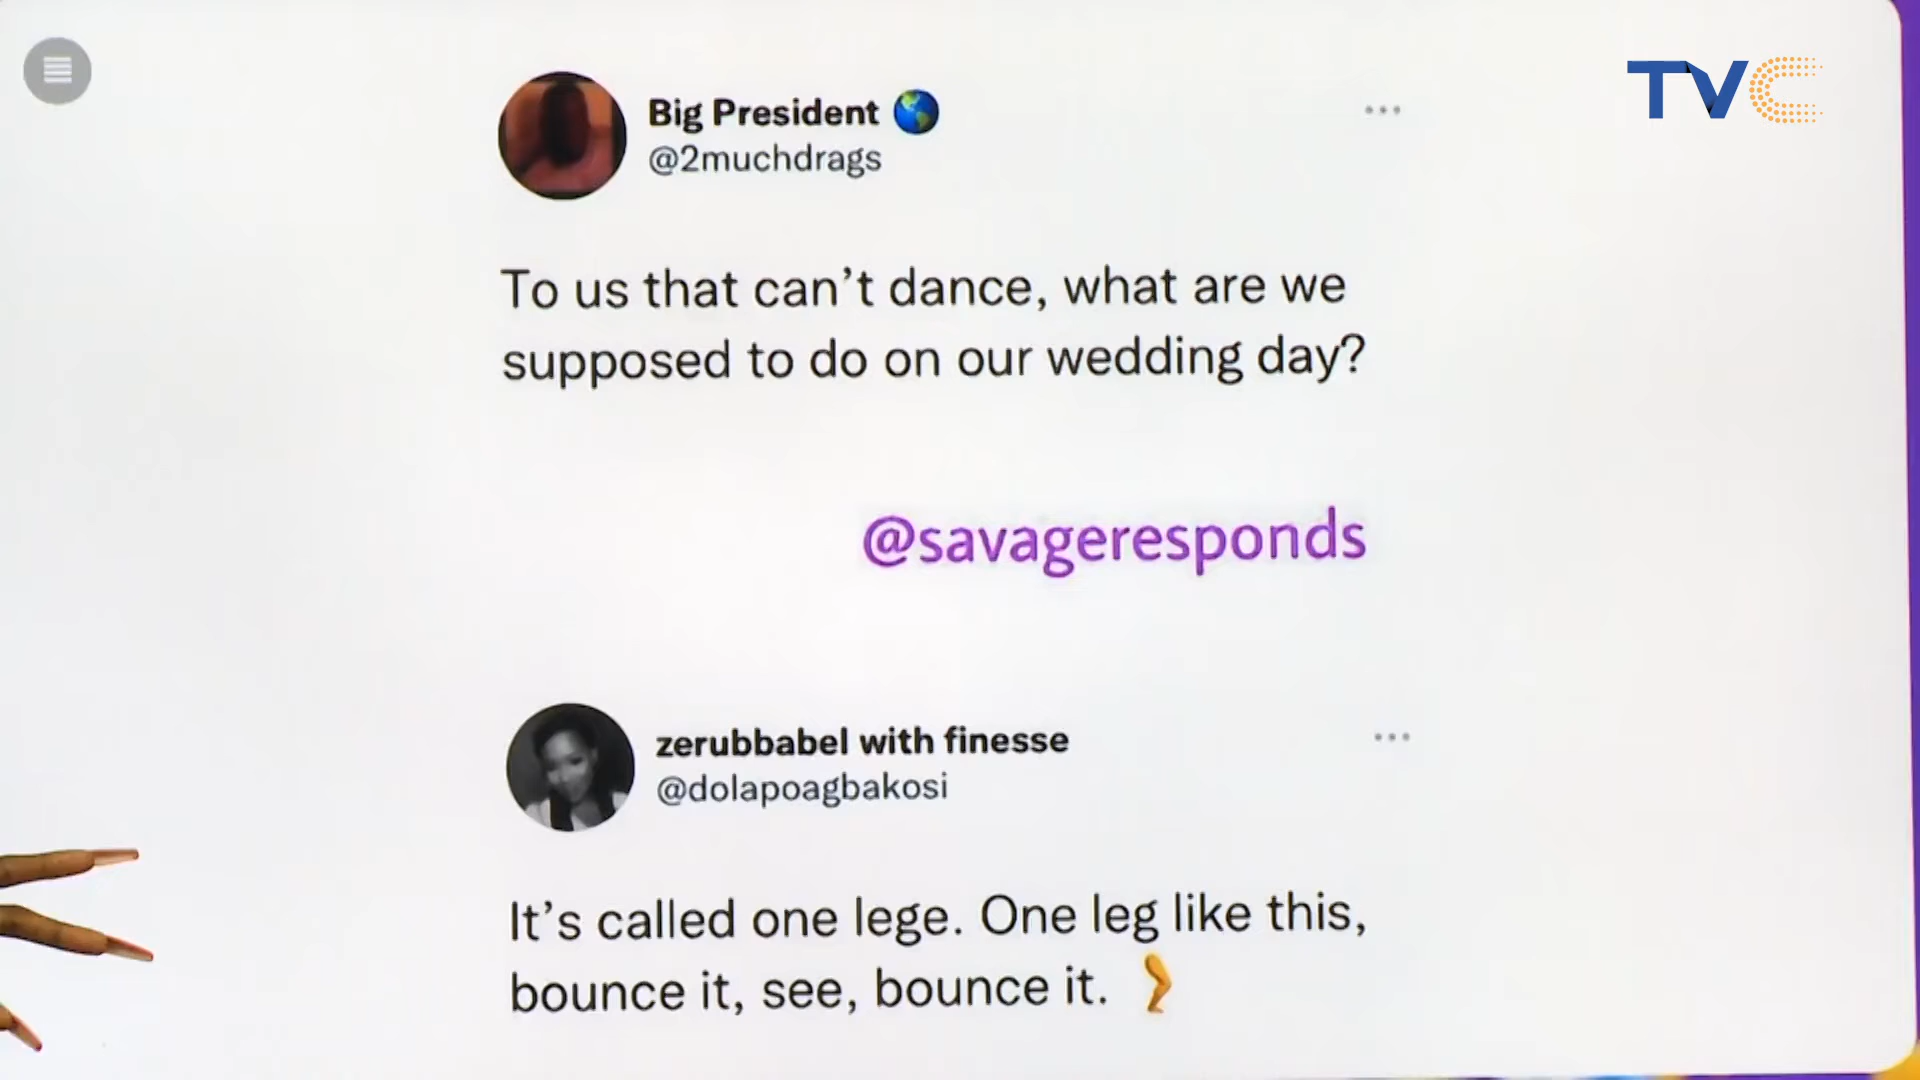 TVC
Big President
@2muchdrags
To us that can't dance, what are we
supposed to do on our wedding day?
@savageresponds
zerubbabel with finesse
@dolapoagbakosi
It's called one lege. One leg like this,
bounce it, see, bounce it.